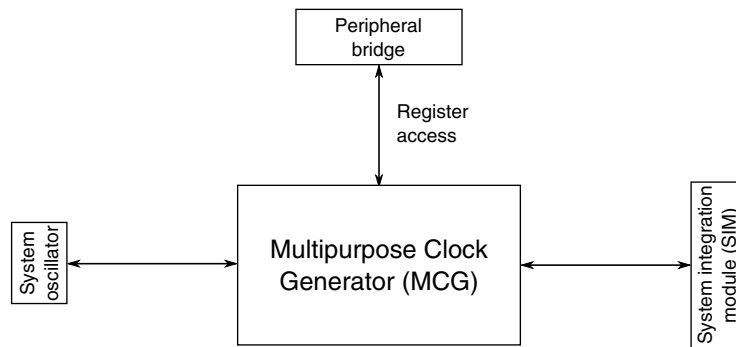 Peripheral
bridge
Register
access
System
oscillator
Multipurpose Clock
Generator (MCG)
System integration
module (SIM)